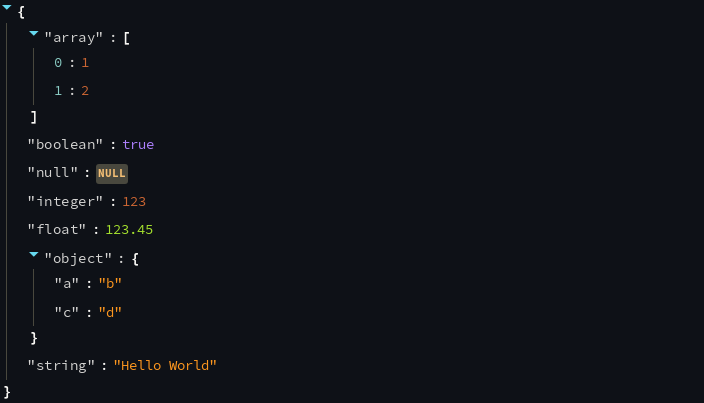 {
"array" : [
0 : 1
1 : 2
]
"boolean" : true
"null" : NULL
"integer" : 123
"float" : 123.45
"object" : {
"a" : "b"
"c" : "d"
}
"string" : "Hello World"
}